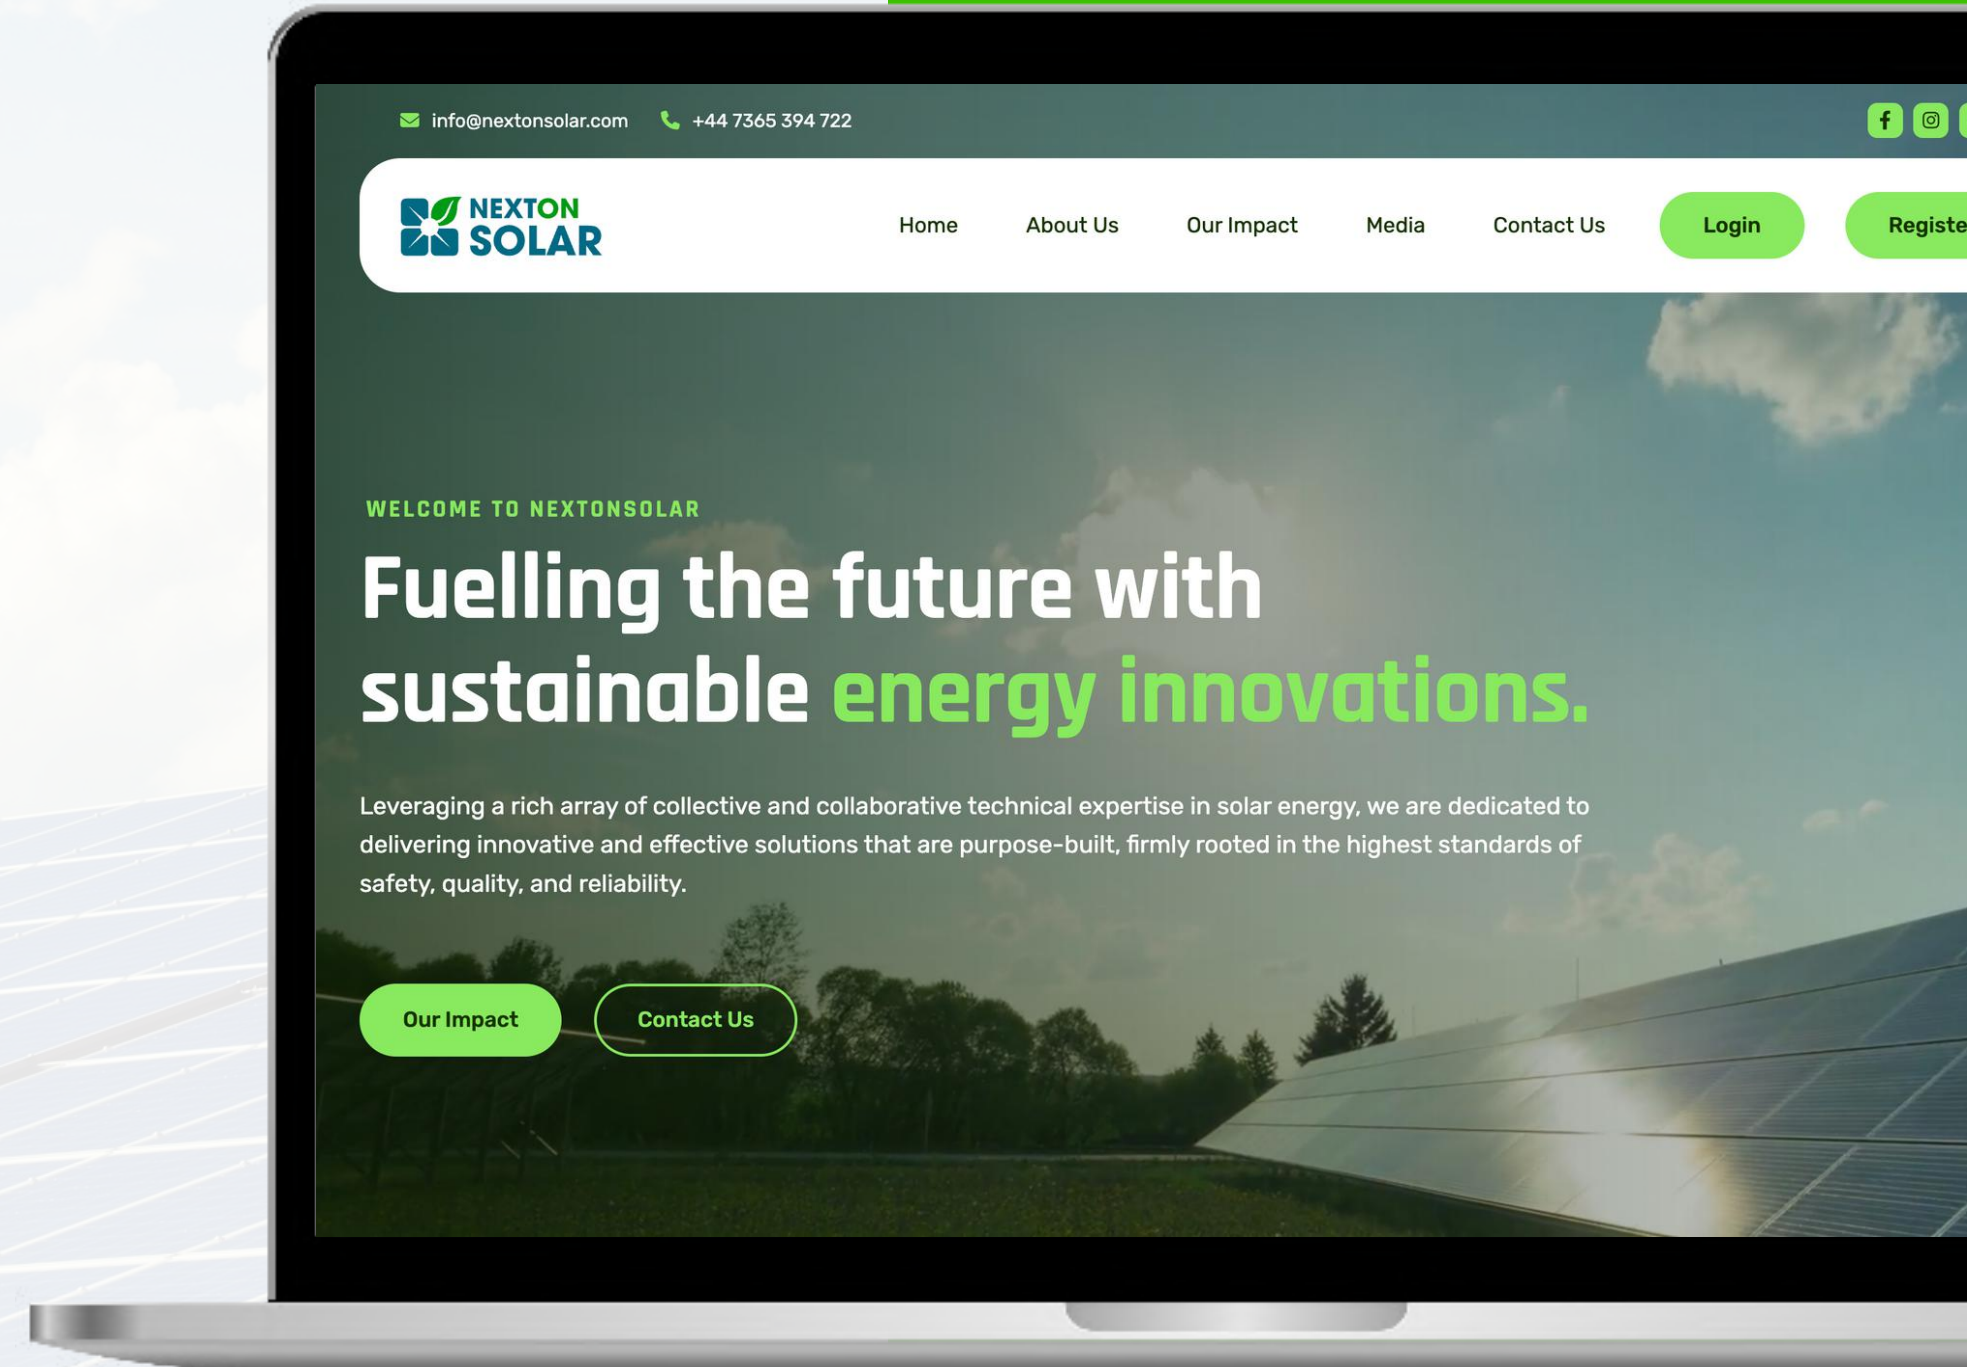 info@nextonsolar.com +44 7365 394 722
NEXTON
SOLAR
Home About Us Our Impact Media Contact Us Login Registe
WELCOME TO NEXTONSOLAR
Fuelling the future with
sustainable energy innovations.
Leveraging a rich array of collective and collaborative technical expertise in solar energy, we are dedicated to
delivering innovative and effective solutions that are purpose-built, firmly rooted in the highest standards of
safety, quality, and reliability.
Our Impact Contact Us